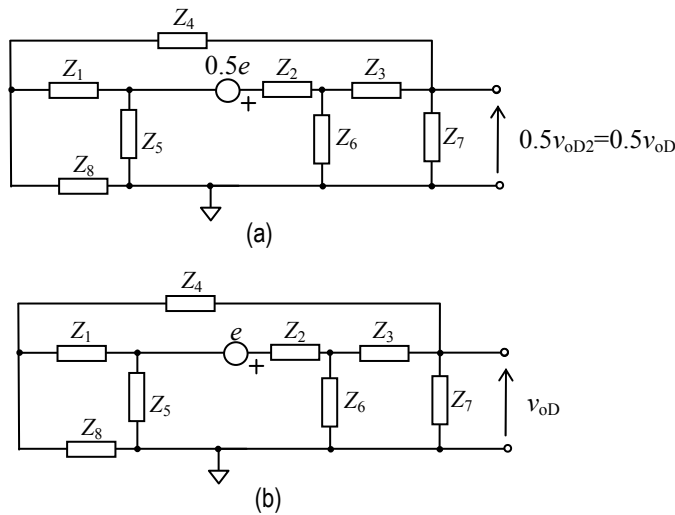 Z4
Z1 0.5e Z2 Z3
+
Z5 Z6 Z7 0.5voD2=0.5voD
Z8
(a)
Z4
Z1 e Z2 Z3
+
Z5 Z6 Z7 voD
Z8
(b)